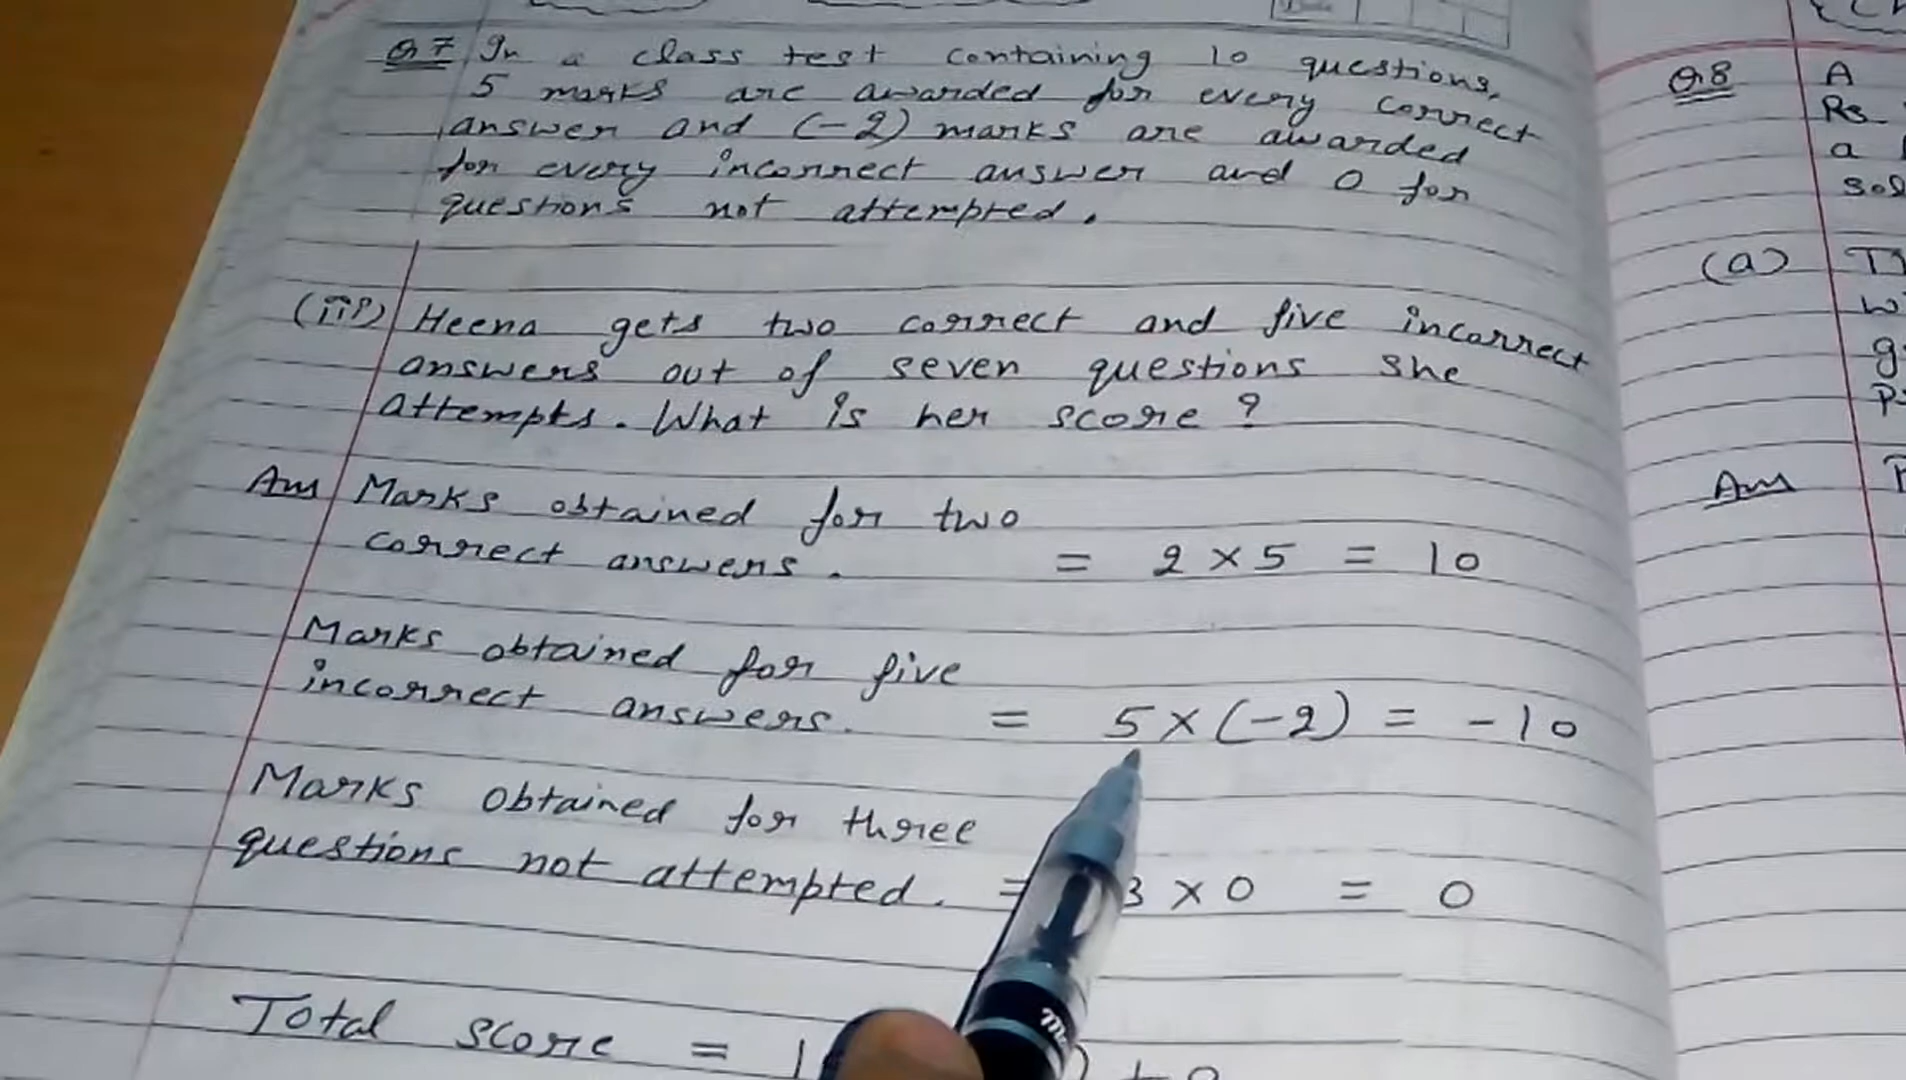 Q7 In a class test containing 10 questions,
5 marks are awarded for every correct
answer and (-2) marks are awarded
for every incorrect answer and 0 for
questions not attempted.
(iii) Heena gets two correct and five incorrect
answers out of seven questions she
attempts. What is her score?
Ans Marks obtained for two
correct answers. = 2 × 5 = 10
Marks obtained for five
incorrect answers. = 5 × (-2) = -10
Marks obtained for three
questions not attempted. = 3 × 0 = 0
Total score = 1 ) + 0
Q8 A
Rs
a
sol
(a)
g
Ans